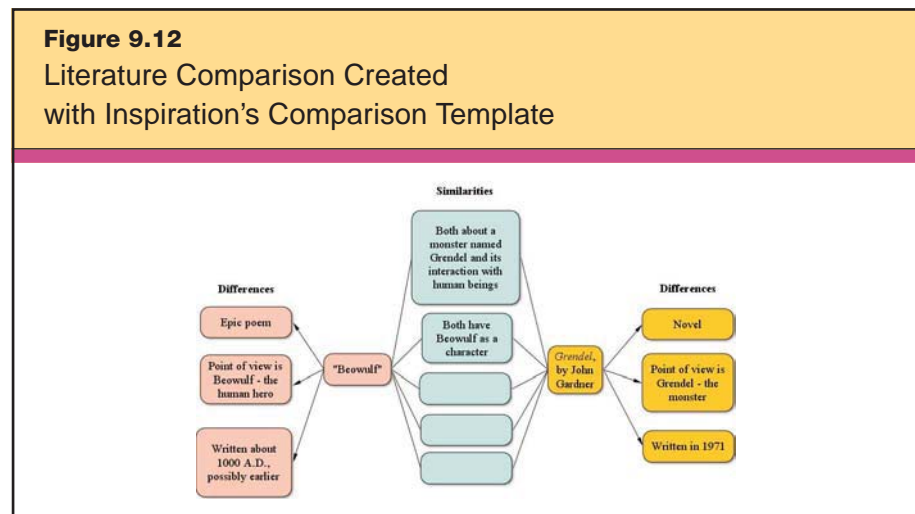 Figure 9.12
Literature Comparison Created
with Inspiration's Comparison Template
Similarities
Both about a
monster named
Grendel and its
interaction with
human beings
Both have
Beowulf as a
character
Differences
Epic poem
Point of view is
Beowulf - the
human hero
Written about
1000 A.D.,
possibly earlier
"Beowulf"
Grendel,
by John
Gardner
Differences
Novel
Point of view is
Grendel - the
monster
Written in 1971